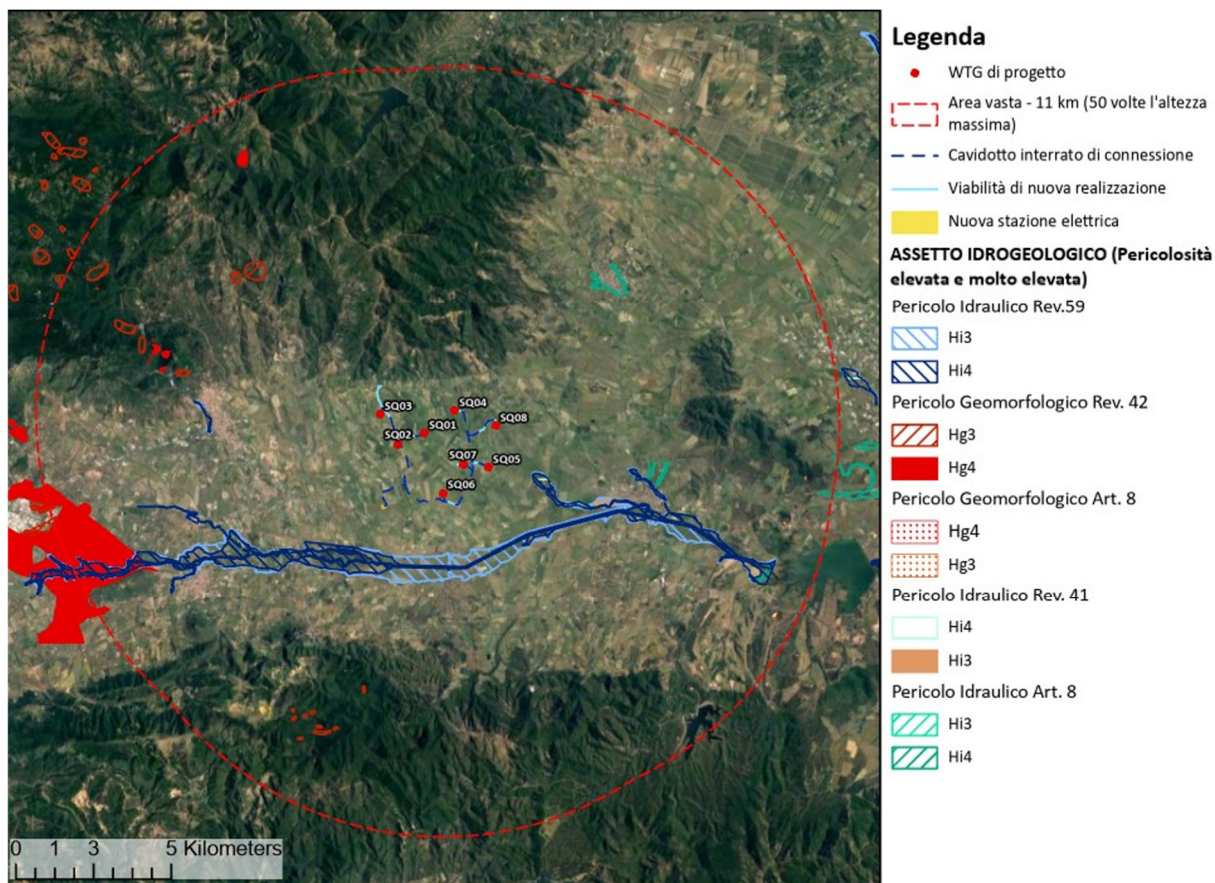 SQ03
SQ04
SQ01
SQ08
SQ02
SQ07
SQ05
SQ06
0 1 3 5 Kilometers
Legenda
WTG di progetto
Area vasta - 11 km (50 volte l'altezza
massima)
Cavidotto interrato di connessione
Viabilità di nuova realizzazione
Nuova stazione elettrica
ASSETTO IDROGEOLOGICO (Pericolosità
elevata e molto elevata)
Pericolo Idraulico Rev.59
Hi3
Hi4
Pericolo Geomorfologico Rev. 42
Hg3
Hg4
Pericolo Geomorfologico Art. 8
Hg4
Hg3
Pericolo Idraulico Rev. 41
Hi4
Hi3
Pericolo Idraulico Art. 8
Hi3
Hi4